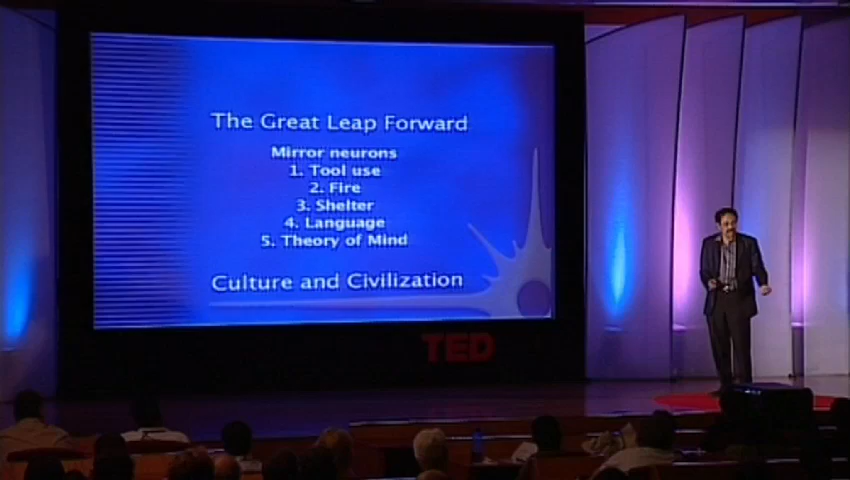 The Great Leap Forward
Mirror neurons
1. Tool use
2. Fire
3. Shelter
4. Language
5. Theory of Mind
Culture and Civilization
TED